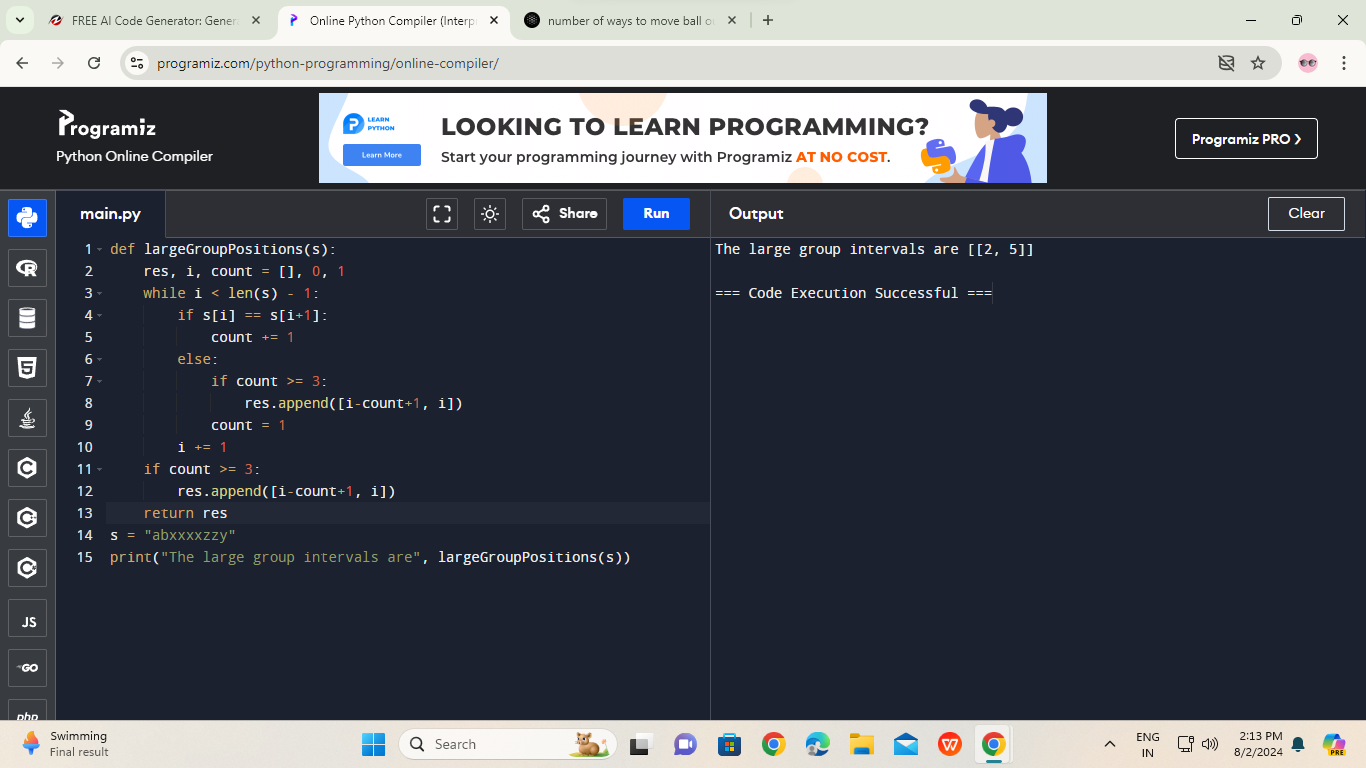 FREE AI Code Generator: Gener
Online Python Compiler (Interp
number of ways to move ball o
programiz.com/python-programming/online-compiler/
Programiz
Python Online Compiler
LEARN
PYTHON
Learn More
LOOKING TO LEARN PROGRAMMING?
Start your programming journey with Programiz AT NO COST.
Programiz PRO
main.py
Share
Run
Output
Clear
1 def largeGroupPositions(s):
2 res, i, count = [], 0, 1
3 while i < len(s) - 1:
4 if s[i] == s[i+1]:
5 count += 1
6 else:
7 if count >= 3:
8 res.append([i-count+1, i])
9 count = 1
10 i += 1
11 if count >= 3:
12 res.append([i-count+1, i])
13 return res
14 s = "abxxxxzzy"
15 print("The large group intervals are", largeGroupPositions(s))
The large group intervals are [[2, 5]]
=== Code Execution Successful ===
R
5
C
C
C
JS
GO
php
Swimming
Final result
Search
W
PRE
ENG
IN
2:13 PM
8/2/2024